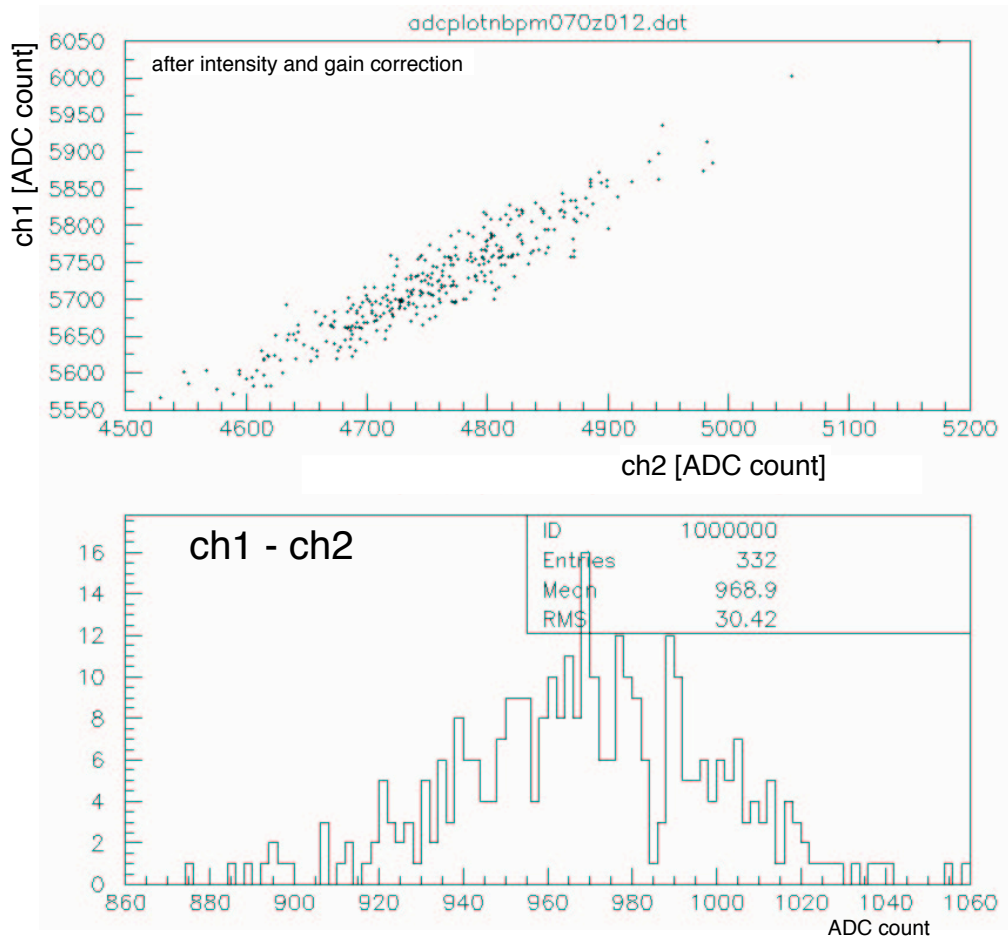 adcplotnbpm070z012.dat
after intensity and gain correction
ch1 [ADC count]
6050
6000
5950
5900
5850
5800
5750
5700
5650
5600
5550
4500 4600 4700 4800 4900 5000 5100 5200
ch2 [ADC count]
ch1 - ch2
ID 1000000
Entries 332
Mean 968.9
RMS 30.42
16
14
12
10
8
6
4
2
0
860 880 900 920 940 960 980 1000 1020 1040 1060
ADC count